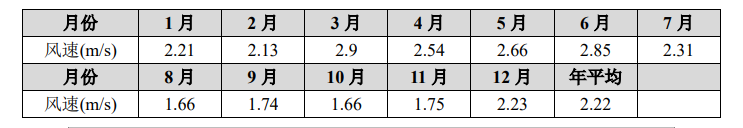 月份 1 月 2 月 3 月 4 月 5 月 6 月 7 月
风速(m/s) 2.21 2.13 2.9 2.54 2.66 2.85 2.31
月份 8 月 9 月 10 月 11 月 12 月 年平均
风速(m/s) 1.66 1.74 1.66 1.75 2.23 2.22